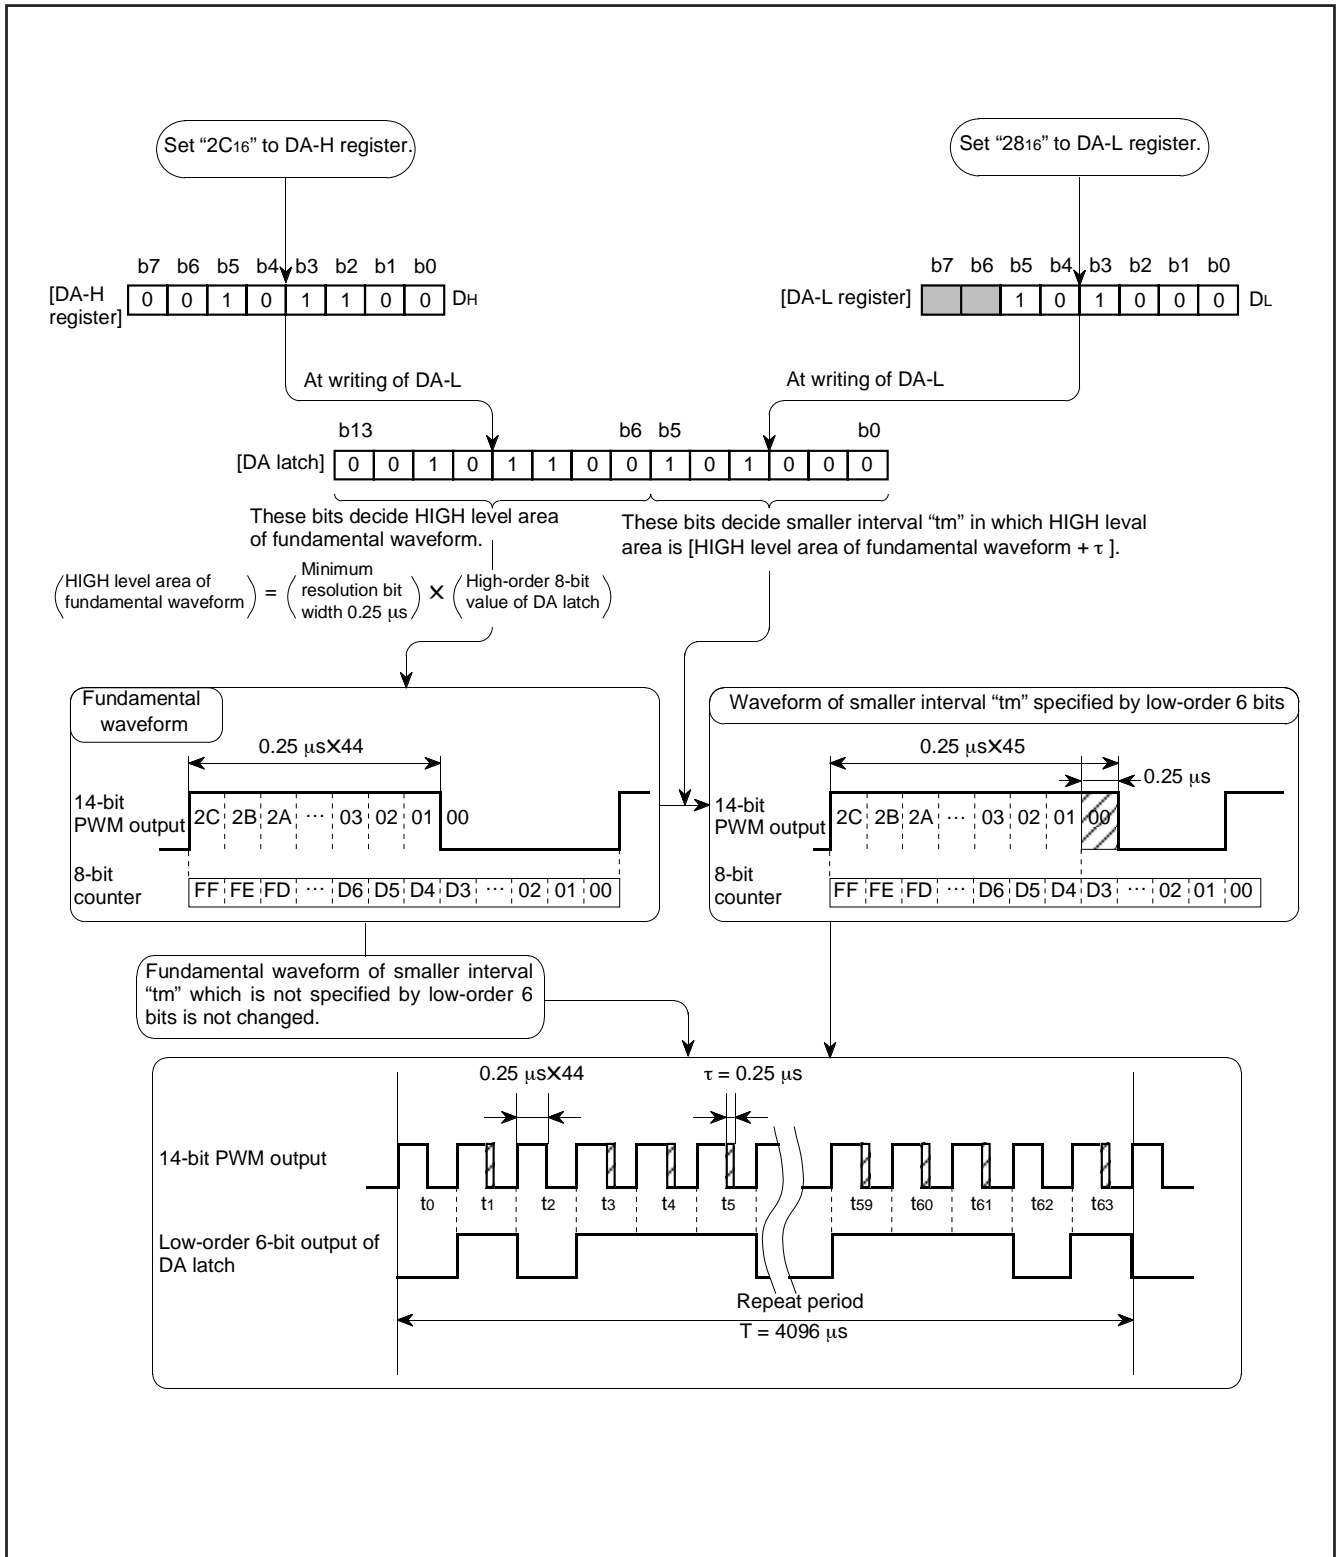 Set “2C16” to DA-H register.
Set “2816” to DA-L register.
b7 b6 b5 b4 b3 b2 b1 b0
[DA-H register] 0 0 1 0 1 1 0 0 DH
b7 b6 b5 b4 b3 b2 b1 b0
[DA-L register] 1 0 1 0 0 0 DL
At writing of DA-L
At writing of DA-L
b13 b6 b5 b0
[DA latch] 0 0 1 0 1 1 0 0 1 0 1 0 0 0
These bits decide HIGH level area
of fundamental waveform.
These bits decide smaller interval “tm” in which HIGH leval
area is [HIGH level area of fundamental waveform + τ ].
(HIGH level area of fundamental waveform) = (Minimum resolution bit width 0.25 μs) × (High-order 8-bit value of DA latch)
Fundamental
waveform
0.25 μs×44
14-bit
PWM output
2C 2B 2A ··· 03 02 01 00
8-bit
counter
FF FE FD ··· D6 D5 D4 D3 ··· 02 01 00
Waveform of smaller interval “tm” specified by low-order 6 bits
0.25 μs×45
0.25 μs
14-bit
PWM output
2C 2B 2A ··· 03 02 01 00
8-bit
counter
FF FE FD ··· D6 D5 D4 D3 ··· 02 01 00
Fundamental waveform of smaller interval
“tm” which is not specified by low-order 6
bits is not changed.
0.25 μs×44
τ = 0.25 μs
14-bit PWM output
t0 t1 t2 t3 t4 t5 t59 t60 t61 t62 t63
Low-order 6-bit output of
DA latch
Repeat period
T = 4096 μs